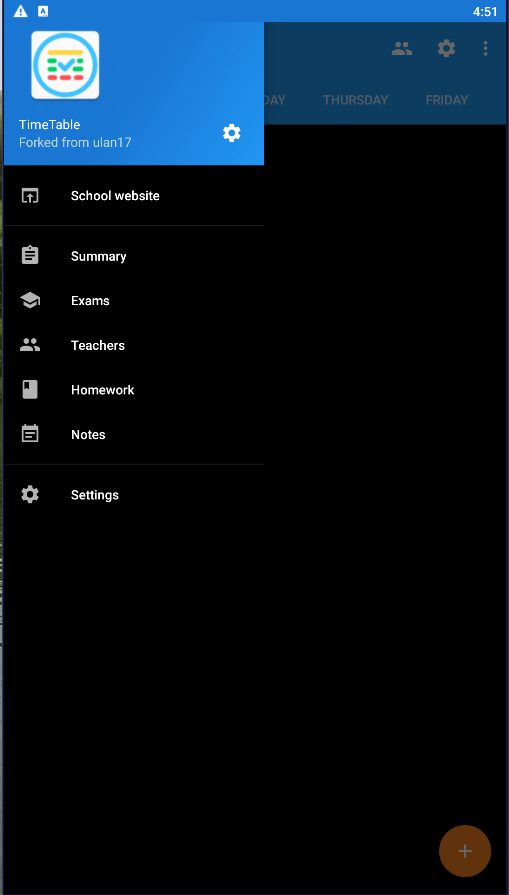 4:51
TimeTable
Forked from ulan17
DAY THURSDAY FRIDAY
School website
Summary
Exams
Teachers
Homework
Notes
Settings